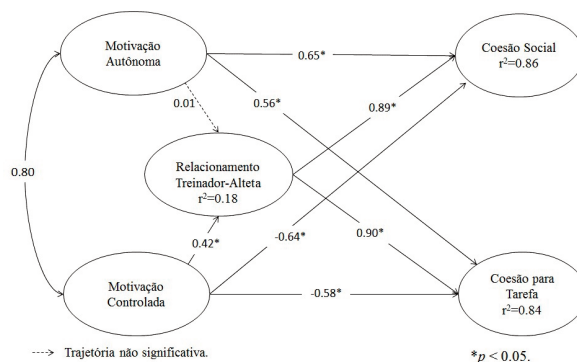 Motivação
Autônoma
0.65*
Coesão Social
r²=0.86
0.01
0.56*
0.89*
0.80
Relacionamento
Treinador-Alteta
r²=0.18
0.42*
-0.64*
0.90*
Motivação
Controlada
-0.58*
Coesão para
Tarefa
r²=0.84
Trajetória não significativa.
*p < 0.05.